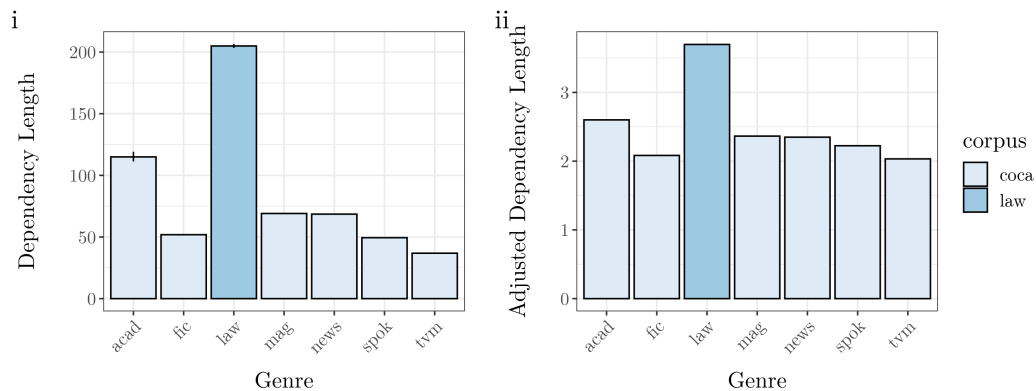 i
Dependency Length
200
150
100
50
0
acad
fic
law
mag
news
spok
tvm
Genre
ii
Adjusted Dependency Length
3
2
1
0
acad
fic
law
mag
news
spok
tvm
Genre
corpus
coca
law